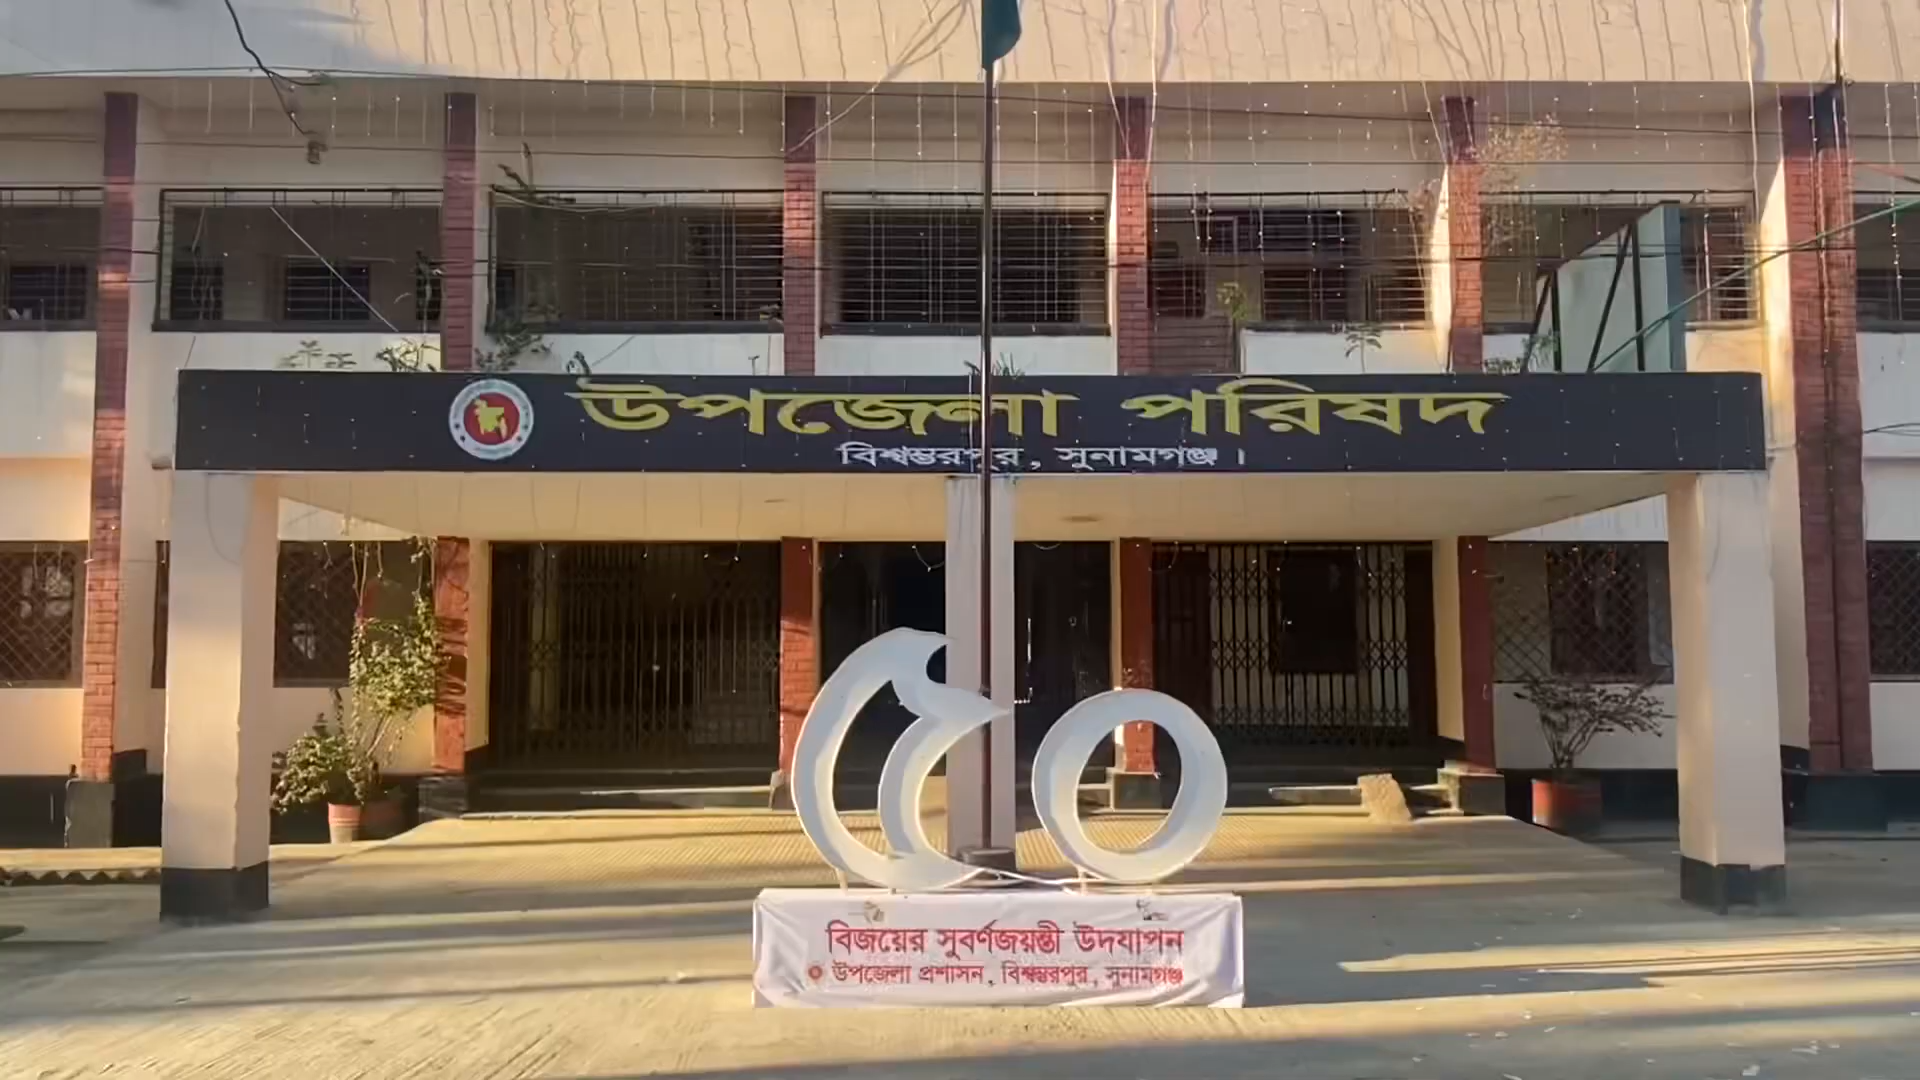 উপজেলা পরিষদ
বিশ্বম্ভরপুর, সুনামগঞ্জ।
৫০
বিজয়ের সুবর্ণজয়ন্তী উদযাপন
উপজেলা প্রশাসন, বিশ্বম্ভরপুর, সুনামগঞ্জ